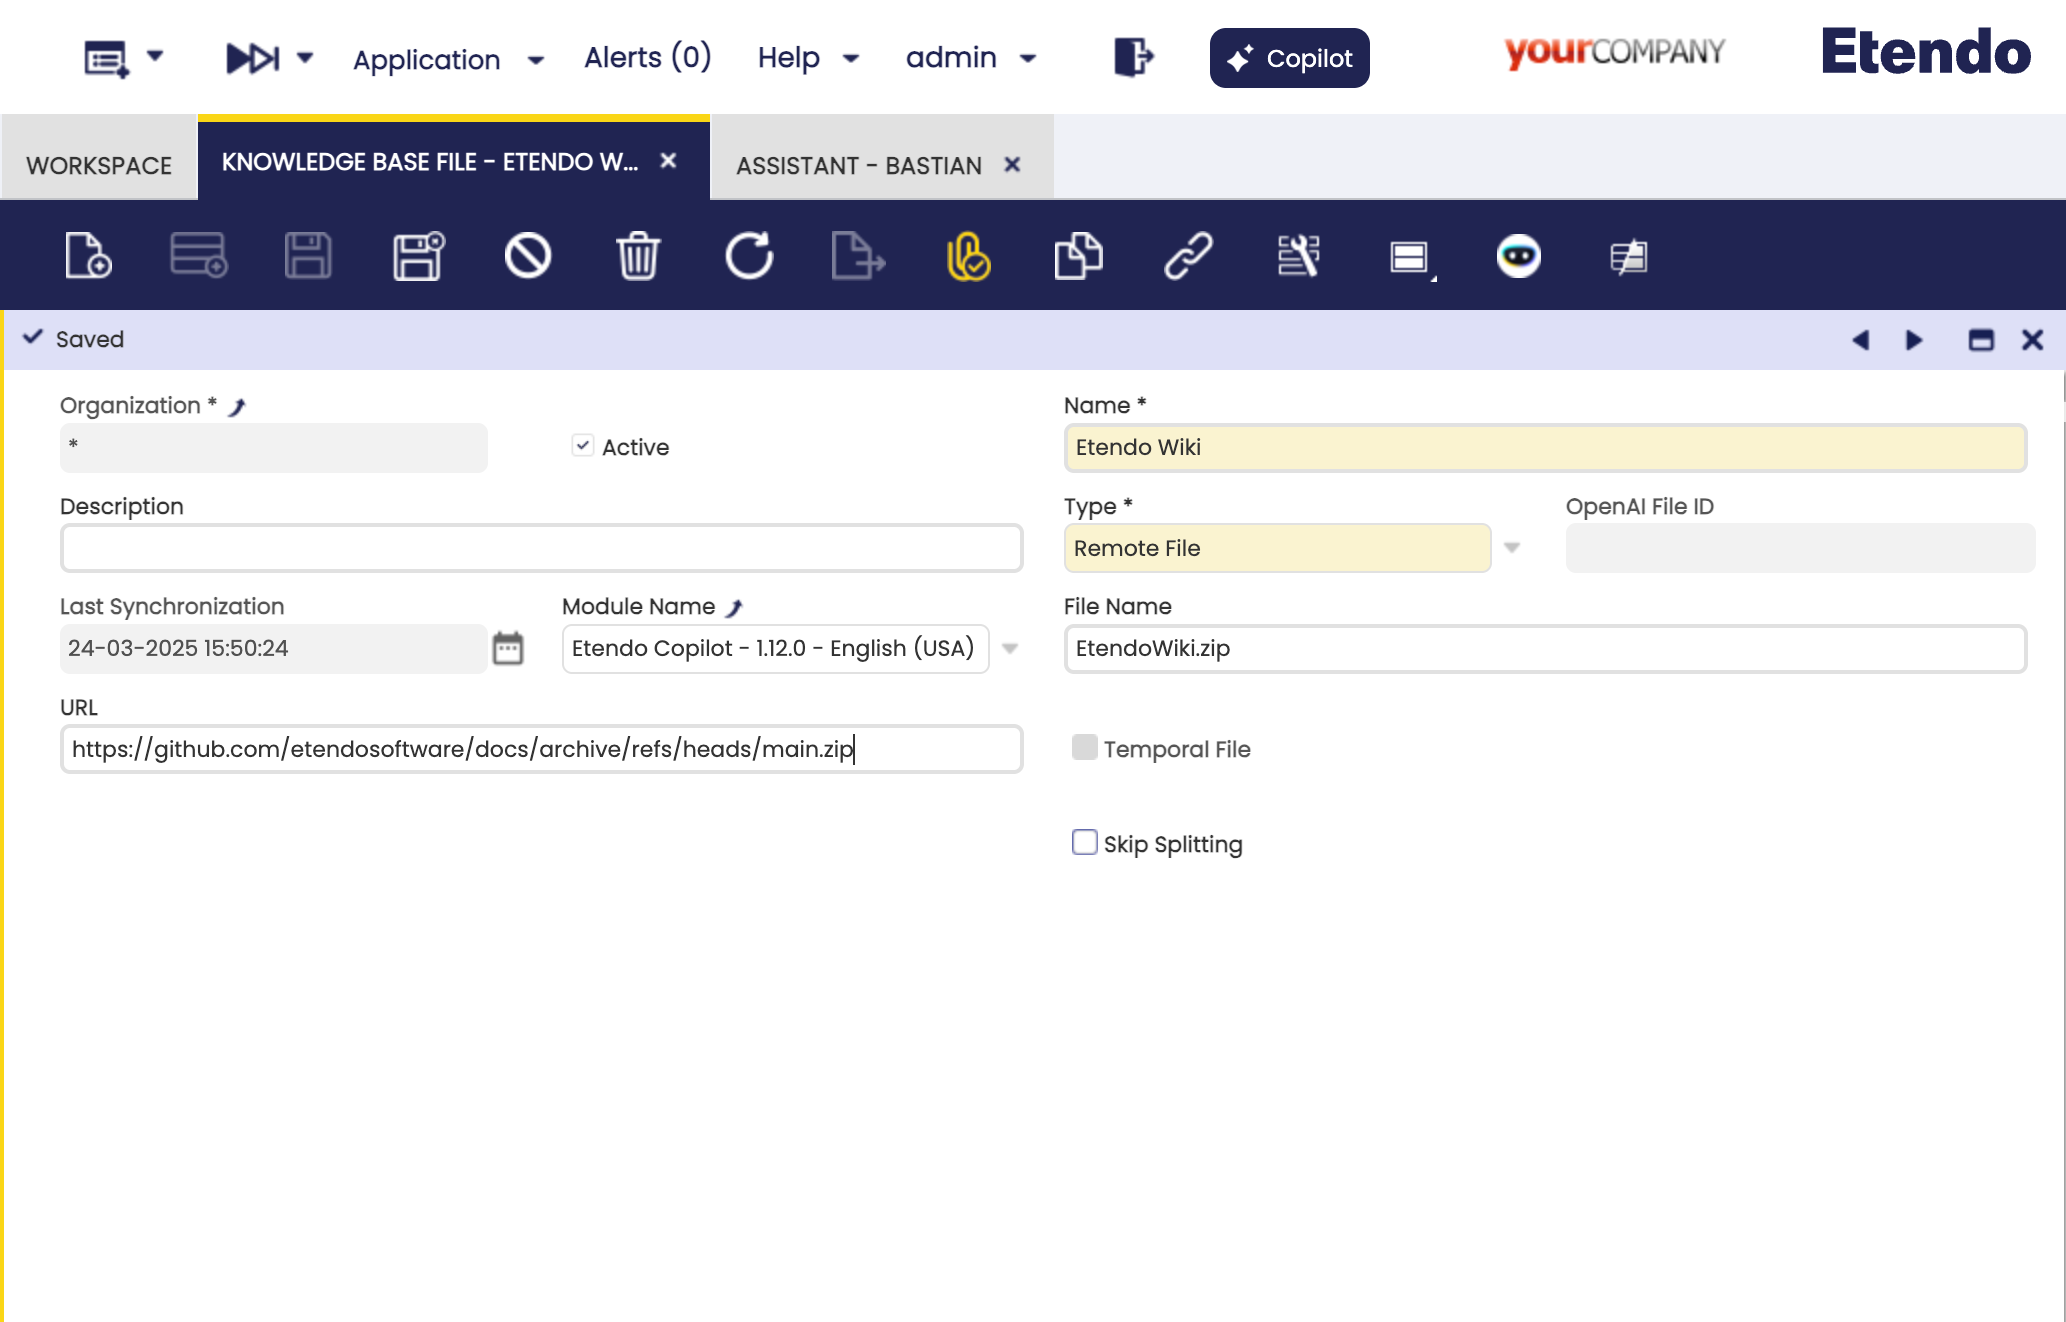 Application
Alerts (0)
Help
admin
Copilot
yourCOMPANY
Etendo
WORKSPACE
KNOWLEDGE BASE FILE - ETENDO W...
ASSISTANT - BASTIAN
Saved
Organization *
*
Active
Name *
Etendo Wiki
Description
Type *
Remote File
OpenAI File ID
Last Synchronization
24-03-2025 15:50:24
Module Name
Etendo Copilot - 1.12.0 - English (USA)
File Name
EtendoWiki.zip
URL
https://github.com/etendosoftware/docs/archive/refs/heads/main.zip
Temporal File
Skip Splitting